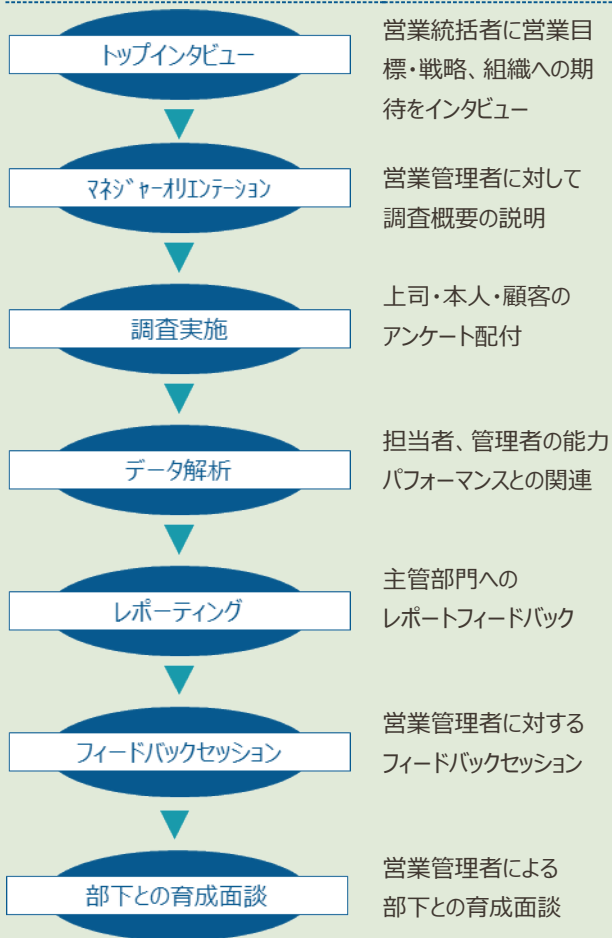 トップインタビュー
営業統括者に営業目
標・戦略、組織への期
待をインタビュー
マネジャーオリエンテーション
営業管理者に対して
調査概要の説明
調査実施
上司・本人・顧客の
アンケート配付
データ解析
担当者、管理者の能力
パフォーマンスとの関連
レポーティング
主管部門への
レポートフィードバック
フィードバックセッション
営業管理者に対する
フィードバックセッション
部下との育成面談
営業管理者による
部下との育成面談